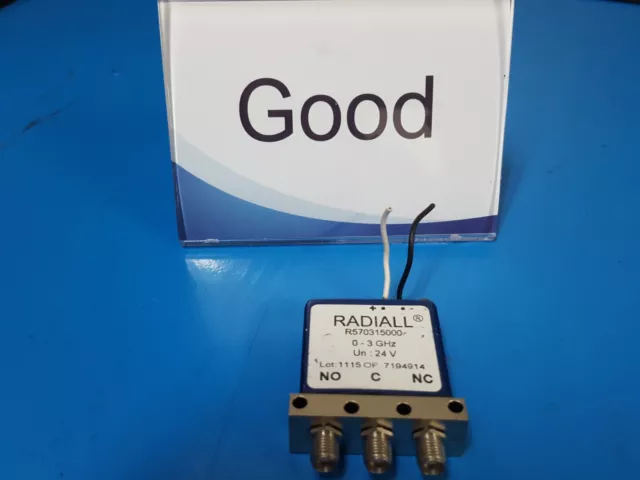 Good
+ -
RADIALL®
R570315000
0 - 3 GHz
Un : 24 V
Lot: 1115 OF 7194914
NO C NC